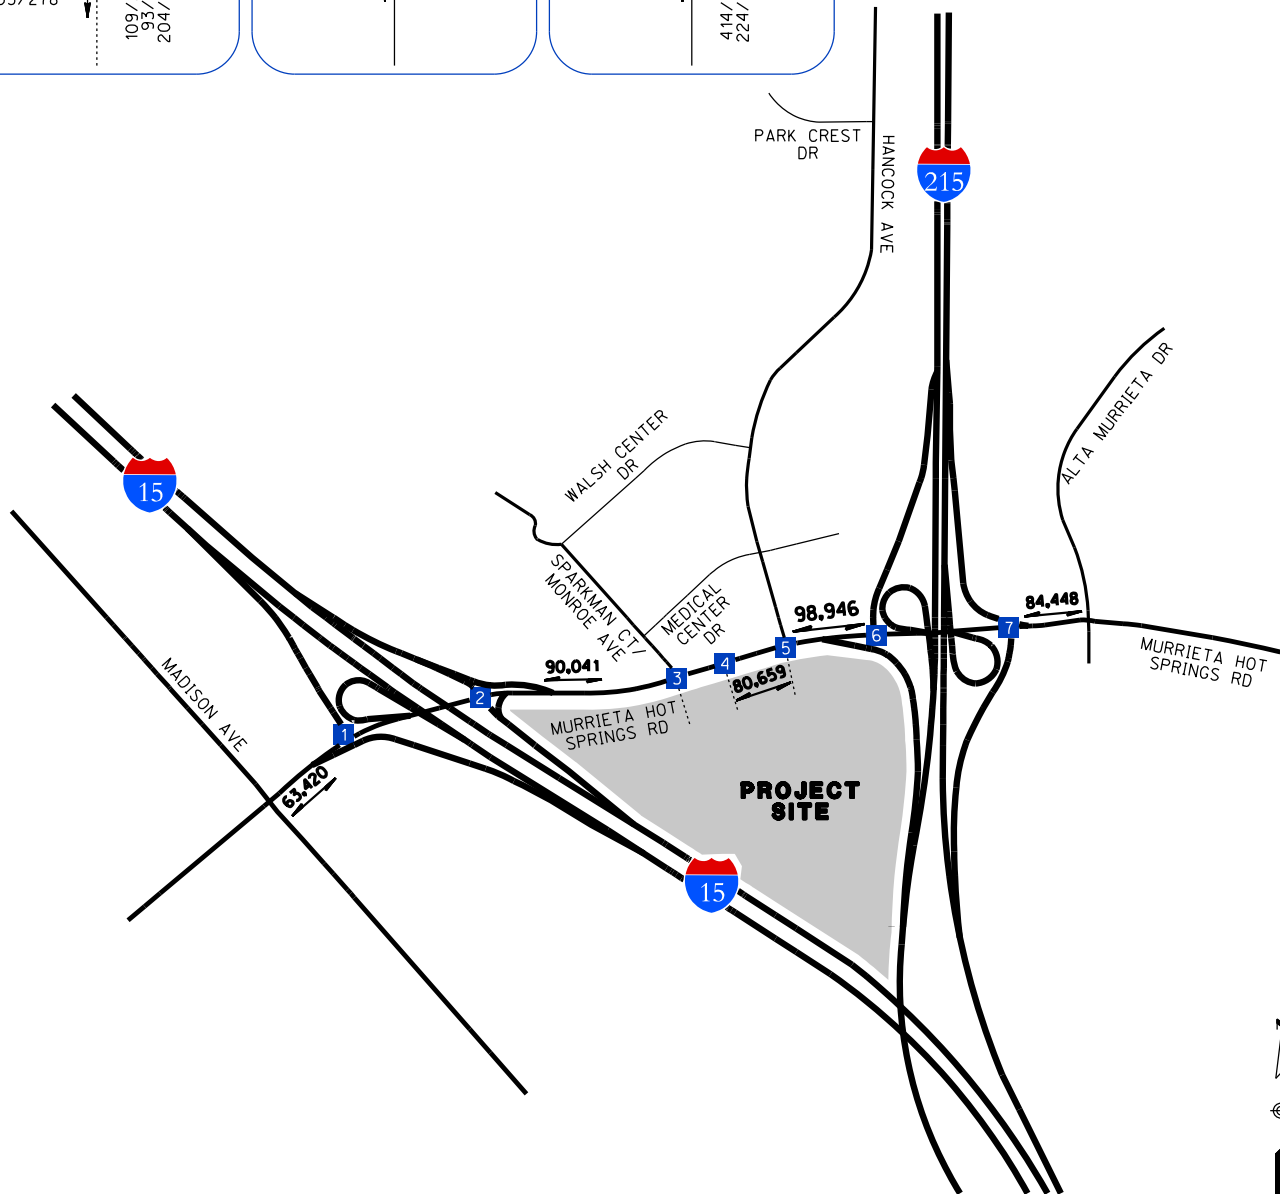 109/
93/
204/
414/
224/
PARK CREST
DR
HANCOCK AVE
215
ALTA MURRIETA DR
WALSH CENTER
DR
15
SPARKMAN CT/
MONROE AVE
MEDICAL
CENTER
DR
98,946
84,448
7
6
5
4
3
2
1
90,041
80,659
MURRIETA HOT
SPRINGS RD
MURRIETA HOT
SPRINGS RD
MADISON AVE
63,420
PROJECT
SITE
15